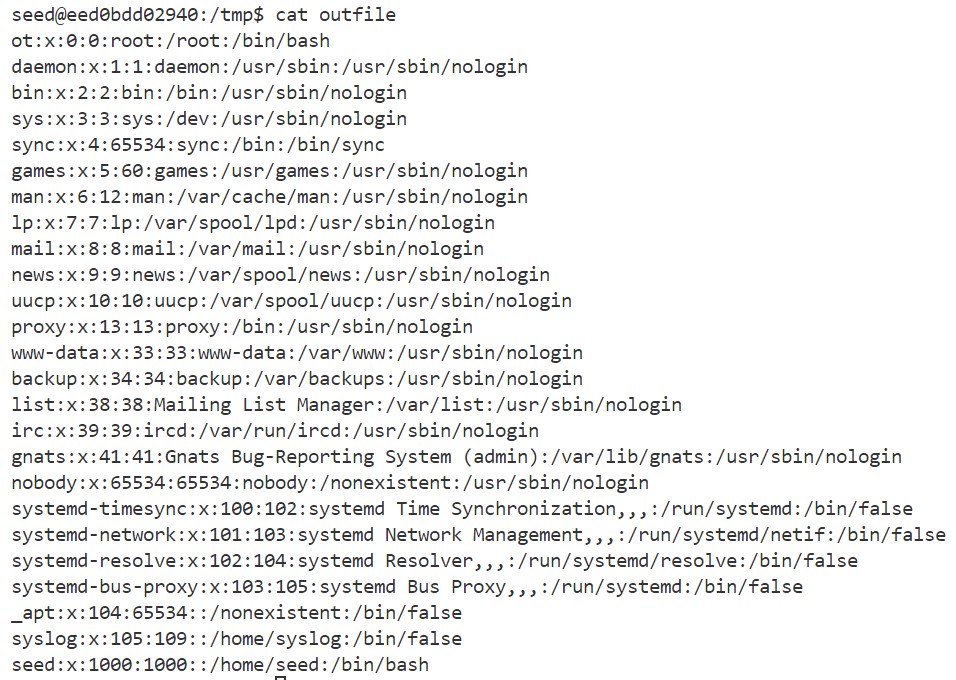 seed@eed0bdd02940:/tmp$ cat outfile
ot:x:0:0:root:/root:/bin/bash
daemon:x:1:1:daemon:/usr/sbin:/usr/sbin/nologin
bin:x:2:2:bin:/bin:/usr/sbin/nologin
sys:x:3:3:sys:/dev:/usr/sbin/nologin
sync:x:4:65534:sync:/bin:/bin/sync
games:x:5:60:games:/usr/games:/usr/sbin/nologin
man:x:6:12:man:/var/cache/man:/usr/sbin/nologin
lp:x:7:7:lp:/var/spool/lpd:/usr/sbin/nologin
mail:x:8:8:mail:/var/mail:/usr/sbin/nologin
news:x:9:9:news:/var/spool/news:/usr/sbin/nologin
uucp:x:10:10:uucp:/var/spool/uucp:/usr/sbin/nologin
proxy:x:13:13:proxy:/bin:/usr/sbin/nologin
www-data:x:33:33:www-data:/var/www:/usr/sbin/nologin
backup:x:34:34:backup:/var/backups:/usr/sbin/nologin
list:x:38:38:Mailing List Manager:/var/list:/usr/sbin/nologin
irc:x:39:39:ircd:/var/run/ircd:/usr/sbin/nologin
gnats:x:41:41:Gnats Bug-Reporting System (admin):/var/lib/gnats:/usr/sbin/nologin
nobody:x:65534:65534:nobody:/nonexistent:/usr/sbin/nologin
systemd-timesync:x:100:102:systemd Time Synchronization,,,:/run/systemd:/bin/false
systemd-network:x:101:103:systemd Network Management,,,:/run/systemd/netif:/bin/false
systemd-resolve:x:102:104:systemd Resolver,,,:/run/systemd/resolve:/bin/false
systemd-bus-proxy:x:103:105:systemd Bus Proxy,,,:/run/systemd:/bin/false
_apt:x:104:65534::/nonexistent:/bin/false
syslog:x:105:109::/home/syslog:/bin/false
seed:x:1000:1000::/home/seed:/bin/bash